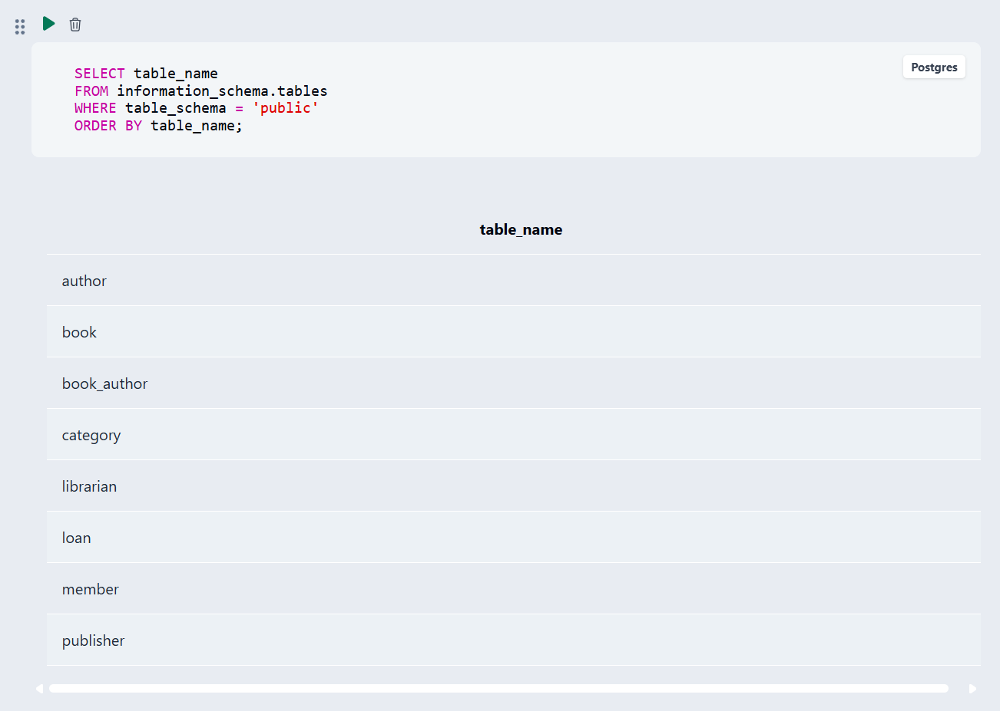 SELECT table_name
FROM information_schema.tables
WHERE table_schema = 'public'
ORDER BY table_name;
Postgres
table_name
author
book
book_author
category
librarian
loan
member
publisher